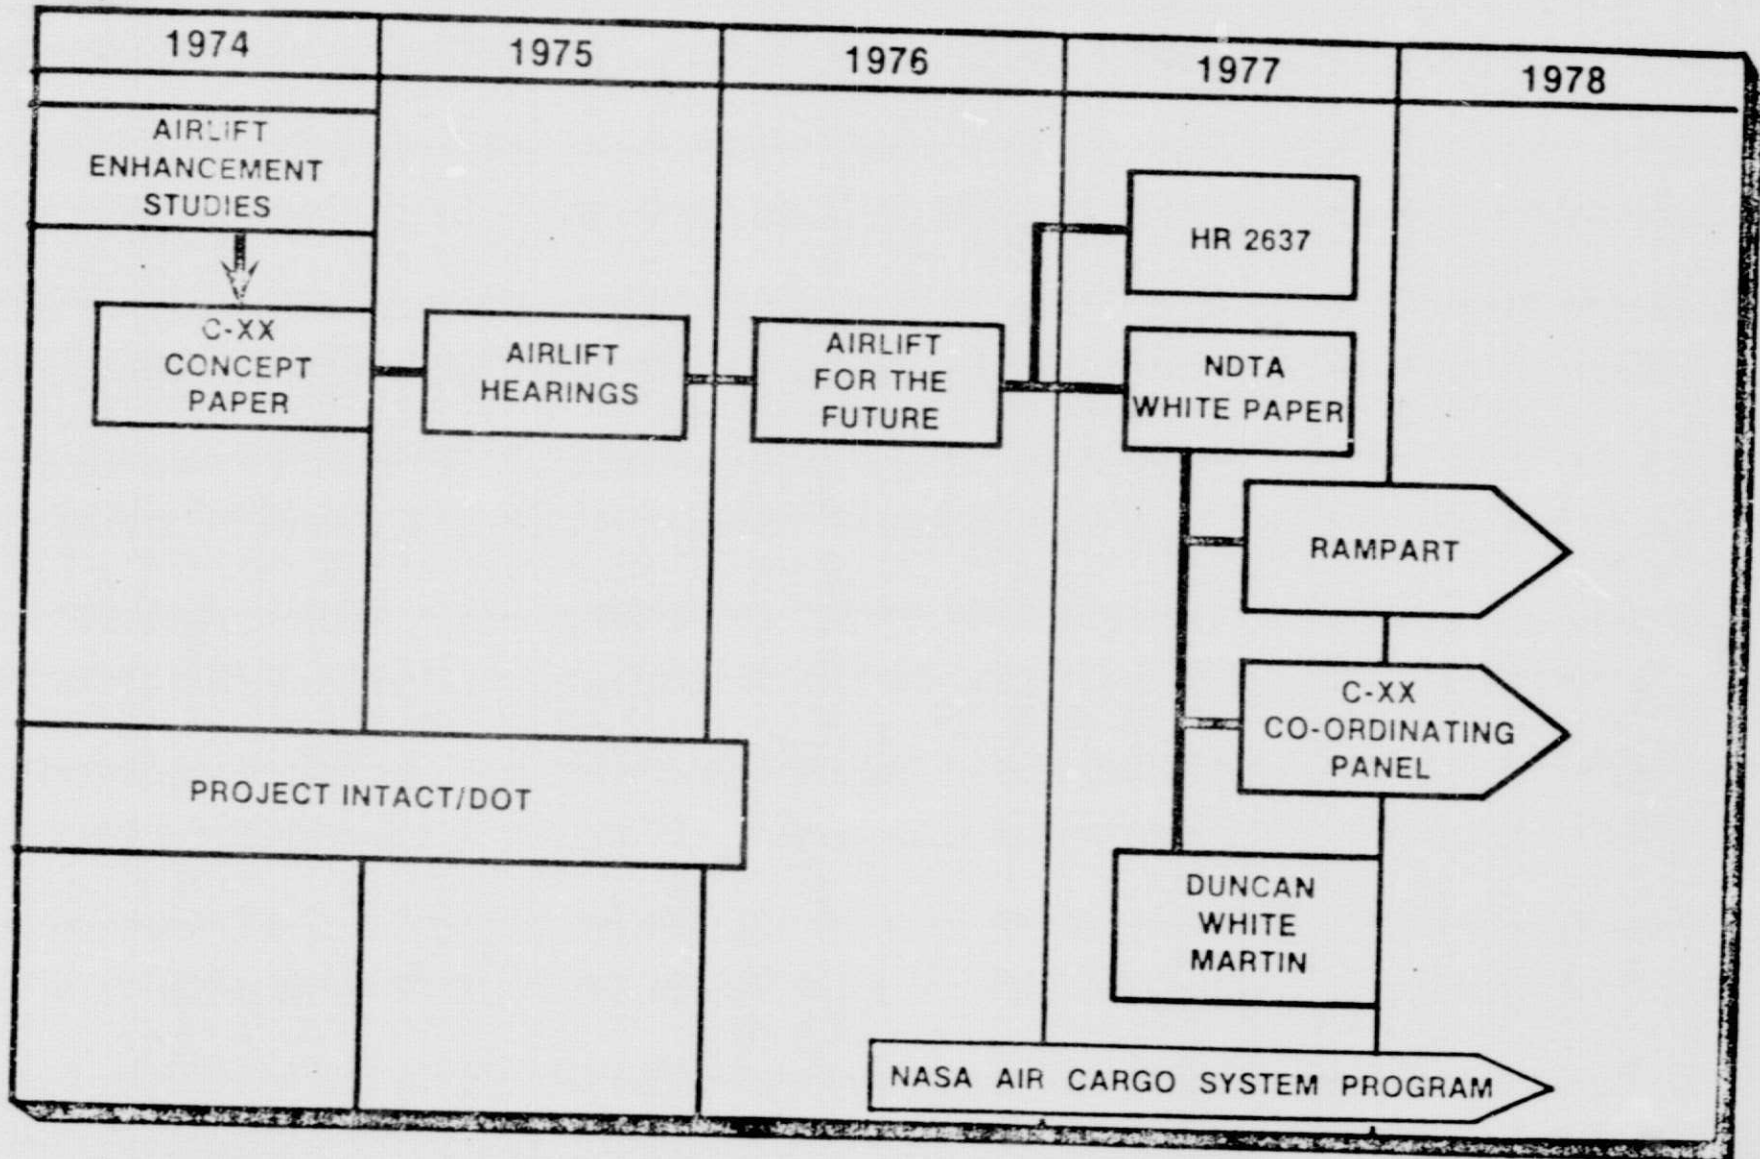 1974
1975
1976
1977
1978
AIRLIFT
ENHANCEMENT
STUDIES
C-XX
CONCEPT
PAPER
AIRLIFT
HEARINGS
AIRLIFT
FOR THE
FUTURE
HR 2637
NDTA
WHITE PAPER
RAMPART
C-XX
CO-ORDINATING
PANEL
PROJECT INTACT/DOT
DUNCAN
WHITE
MARTIN
NASA AIR CARGO SYSTEM PROGRAM